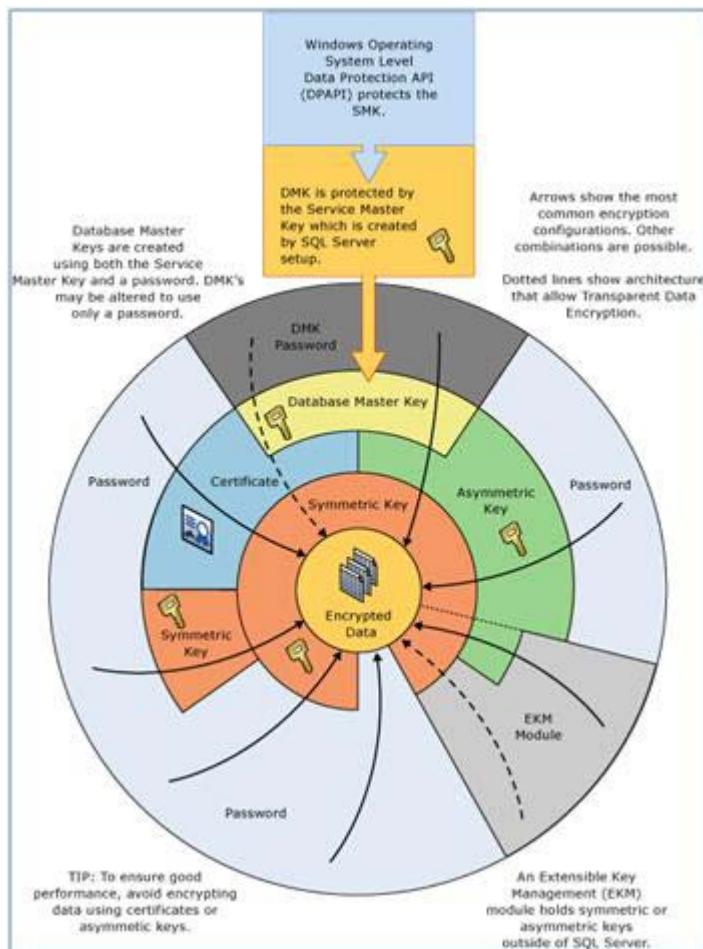 Windows Operating
System Level
Data Protection API
(DPAPI) protects the
SMK.
DMK is protected by
the Service Master
Key which is created
by SQL Server
setup.
Database Master
Keys are created
using both the Service
Master Key and a password. DMK's
may be altered to use
only a password.
Arrows show the most
common encryption
configurations. Other
combinations are possible.
Dotted lines show architecture
that allow Transparent Data
Encryption.
DMK
Password
Database Master Key
Password
Certificate
Symmetric Key
Asymmetric
Key
Password
Encrypted
Data
Symmetric
Key
EKM
Module
Password
TIP: To ensure good
performance, avoid encrypting
data using certificates or
asymetic keys.
An Extensible Key
Management (EKM)
module holds symmetric or
asymmetric keys
outside of SQL Server.